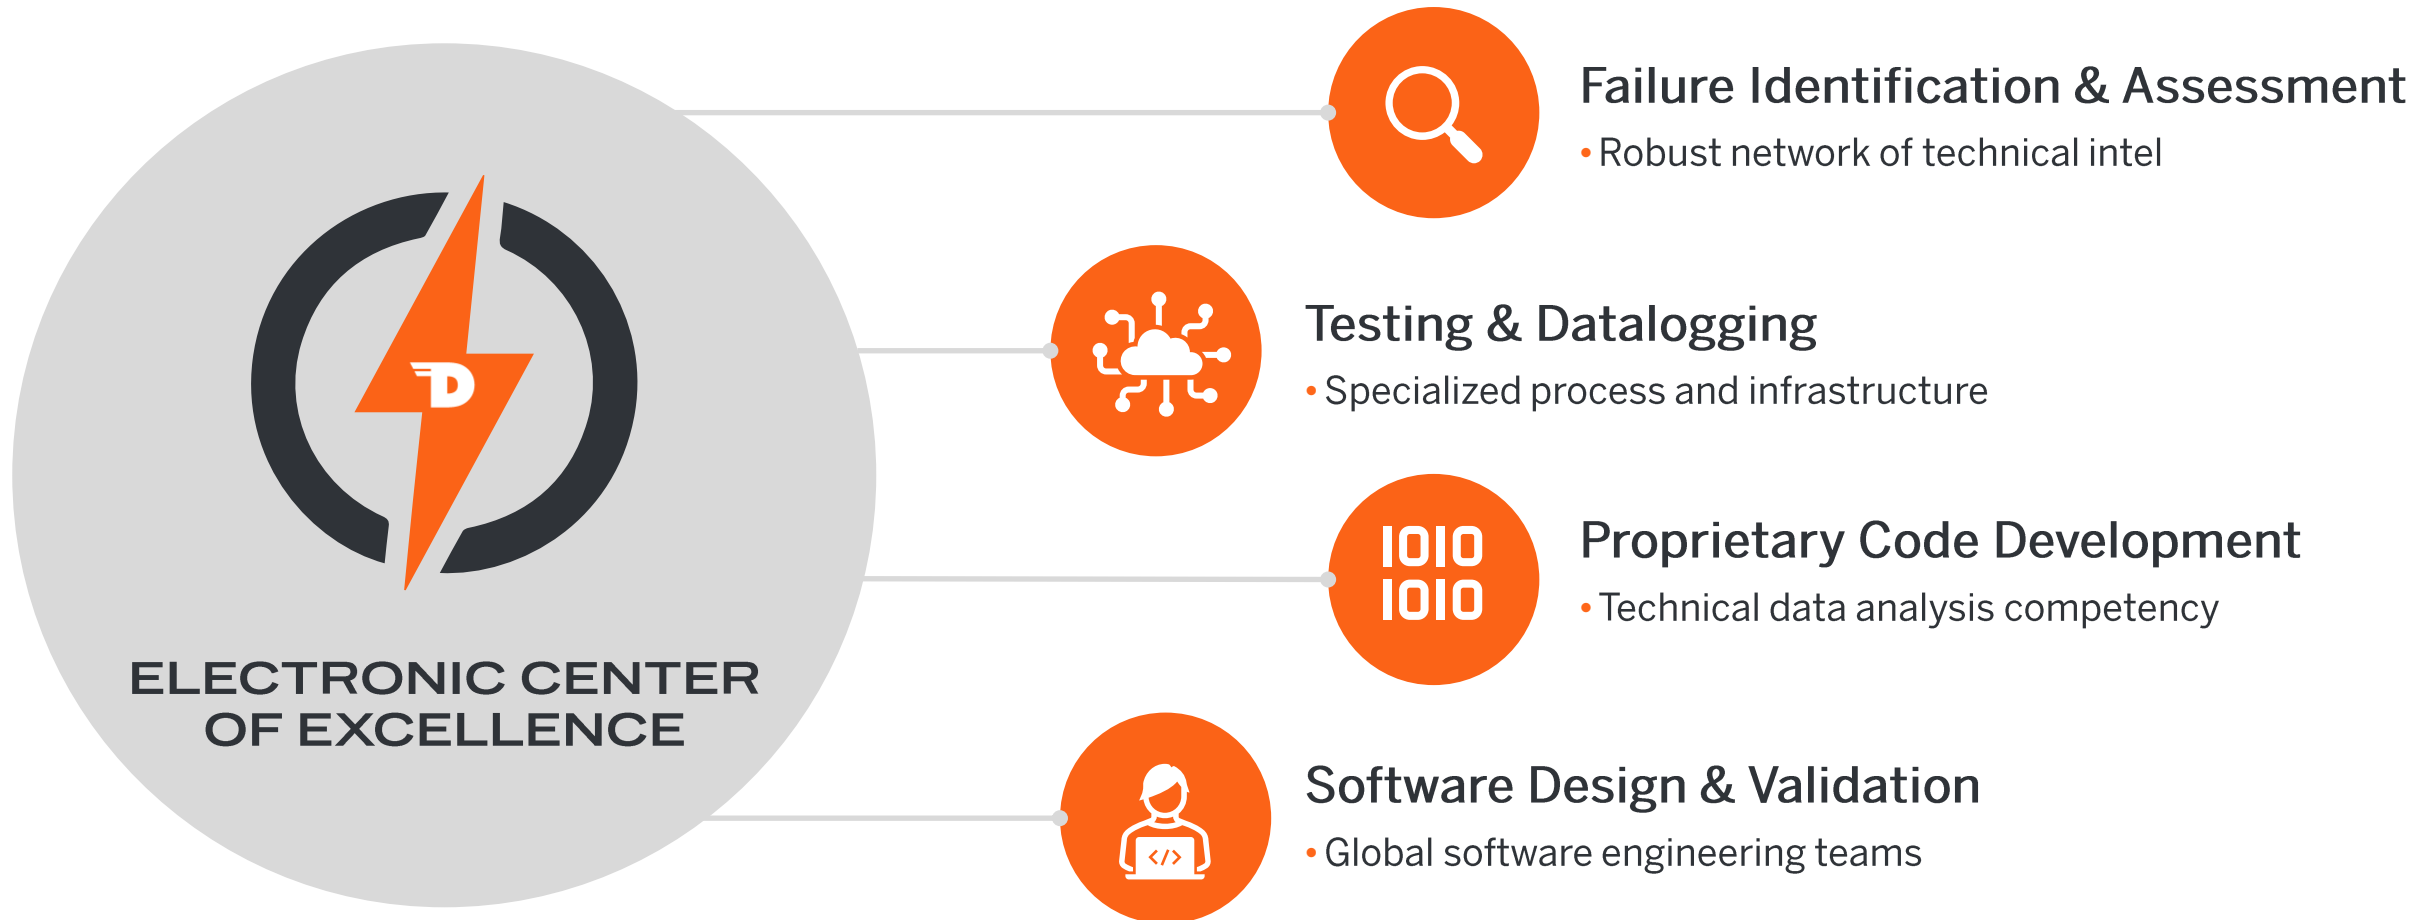 ELECTRONIC CENTER
OF EXCELLENCE
D
Failure Identification & Assessment
• Robust network of technical intel
Testing & Datalogging
• Specialized process and infrastructure
1010
1010
Proprietary Code Development
• Technical data analysis competency
</>
Software Design & Validation
• Global software engineering teams